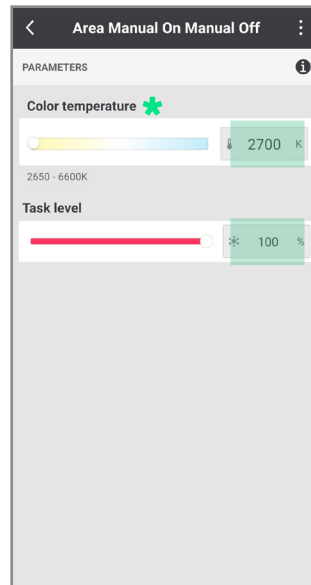 Area Manual On Manual Off
PARAMETERS
Color temperature
2700 K
2650 - 6600K
Task level
100 %